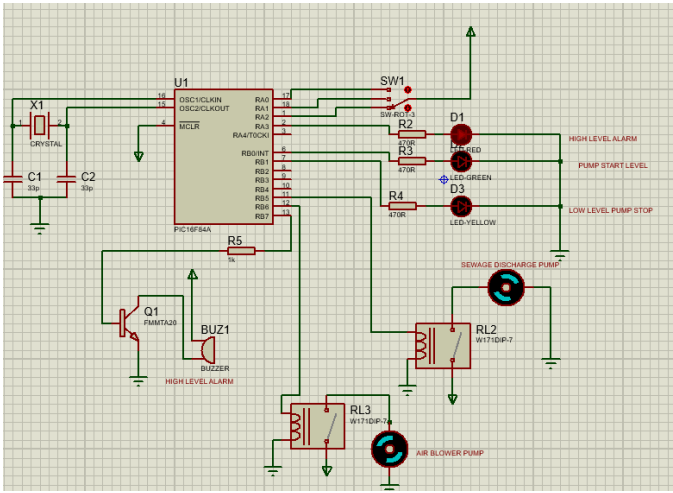 U1
X1
1
2
CRYSTAL
C1
33p
C2
33p
16
15
4
OSC1/CLKIN
OSC2/CLKOUT
MCLR
RA0
RA1
RA2
RA3
RA4/T0CKI
RB0/INT
RB1
RB2
RB3
RB4
RB5
RB6
RB7
17
18
1
2
3
6
7
8
9
10
11
12
13
PIC16F84A
SW1
SW-ROT-3
R2
470R
D1
LED-RED
HIGH LEVEL ALARM
R3
470R
LED-GREEN
PUMP START LEVEL
R4
470R
D3
LED-YELLOW
LOW LEVEL PUMP STOP
R5
1k
Q1
FMMTA20
BUZ1
BUZZER
HIGH LEVEL ALARM
SEWAGE DISCHARGE PUMP
RL2
W171DIP-7
RL3
W171DIP-7
AIR BLOWER PUMP